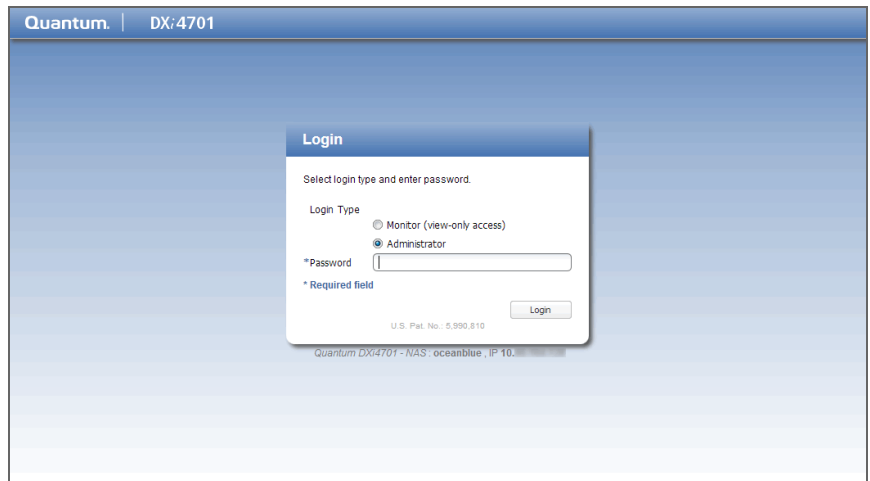 Quantum. DXi4701
Login
Select login type and enter password.
Login Type
Monitor (view-only access)
Administrator
*Password
* Required field
Login
U.S. Pat. No.: 5,990,810
Quantum DXi4701 - NAS : oceanblue , IP 10.